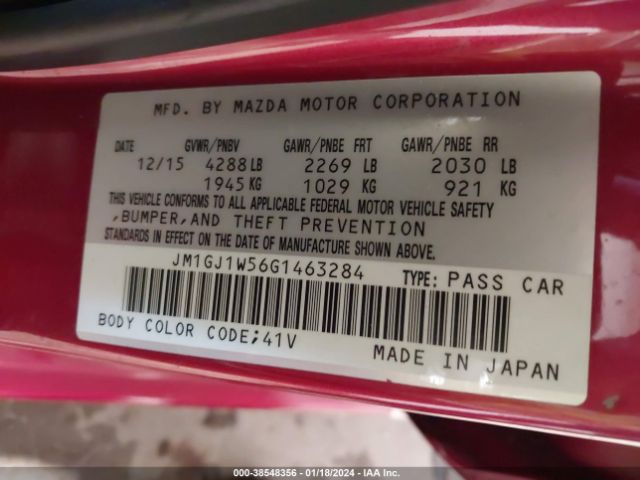 MFD. BY MAZDA MOTOR CORPORATION
DATE GVWR/PNBV GAWR/PNBE FRT GAWR/PNBE RR
12/15 4288 LB 2269 LB 2030 LB
1945 KG 1029 KG 921 KG
THIS VEHICLE CONFORMS TO ALL APPLICABLE FEDERAL MOTOR VEHICLE SAFETY
,BUMPER,AND THEFT PREVENTION
STANDARDS IN EFFECT ON THE DATE OF MANUFACTURE SHOWN ABOVE.
JM1GJ1W56G1463284 TYPE: PASS CAR
BODY COLOR CODE;41V
MADE IN JAPAN
000-38548356 | 01/18/2024 | IAA Inc.